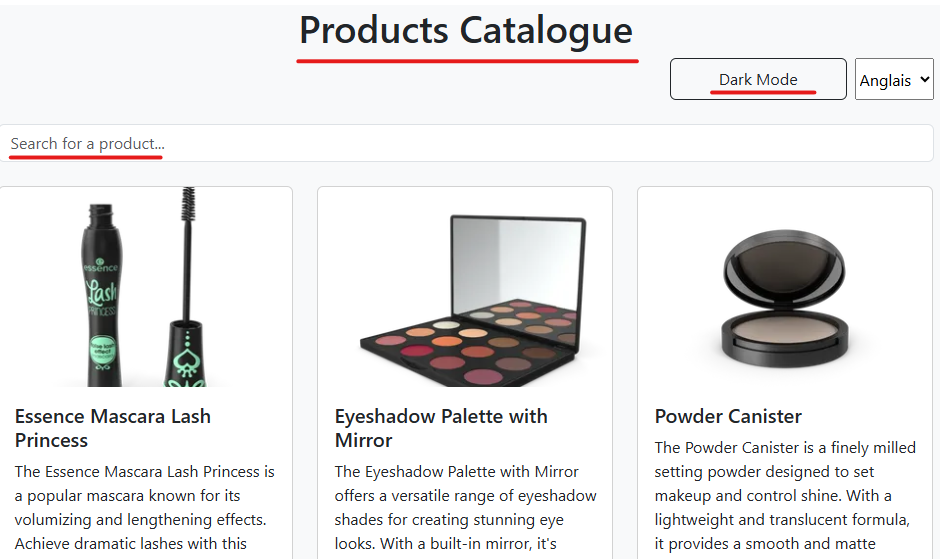 Products Catalogue
Dark Mode
Anglais
Search for a product...
essence
Lash
PRINCESS
false lash
effect
Essence Mascara Lash
Princess
The Essence Mascara Lash Princess is
a popular mascara known for its
volumizing and lengthening effects.
Achieve dramatic lashes with this
Eyeshadow Palette with
Mirror
The Eyeshadow Palette with Mirror
offers a versatile range of eyeshadow
shades for creating stunning eye
looks. With a built-in mirror, it's
Powder Canister
The Powder Canister is a finely milled
setting powder designed to set
makeup and control shine. With a
lightweight and translucent formula,
it provides a smooth and matte